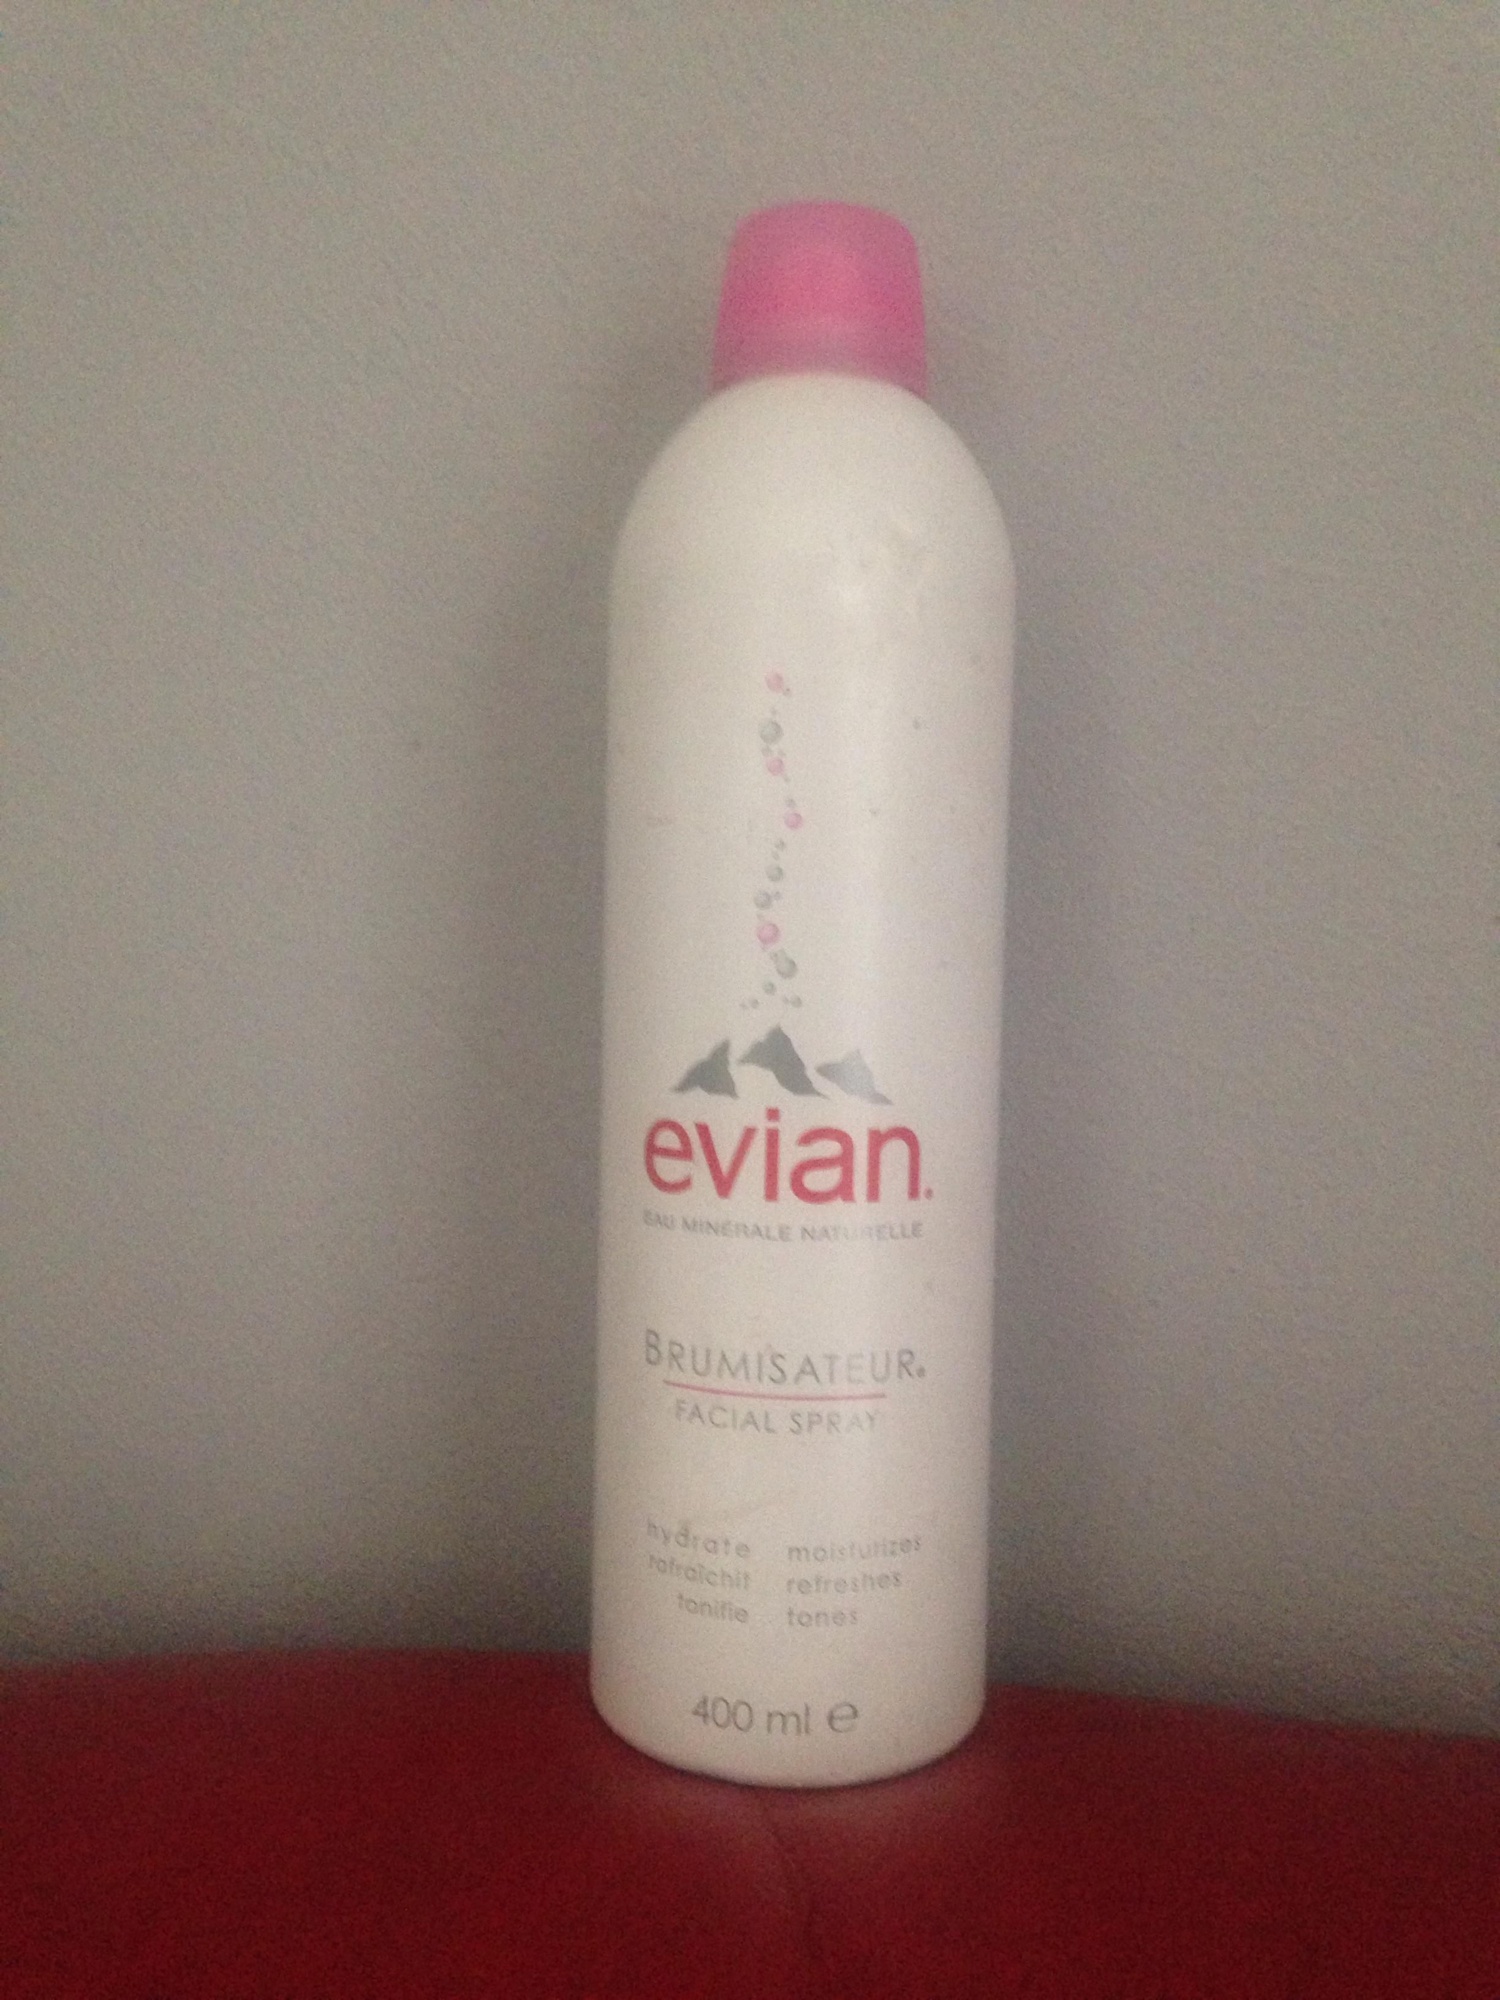 evian.
EAU MINÉRALE NATURELLE
BRUMISATEUR®
FACIAL SPRAY
hydrate moisturizes
rafraîchit refreshes
tonifie tones
400 ml ℮